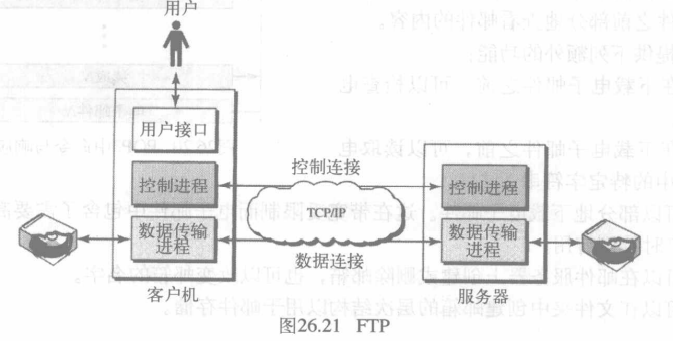 用户
用户接口
控制进程
控制连接
控制进程
TCP/IP
数据传输
进程
数据连接
数据传输
进程
客户机
服务器
图26.21 FTP